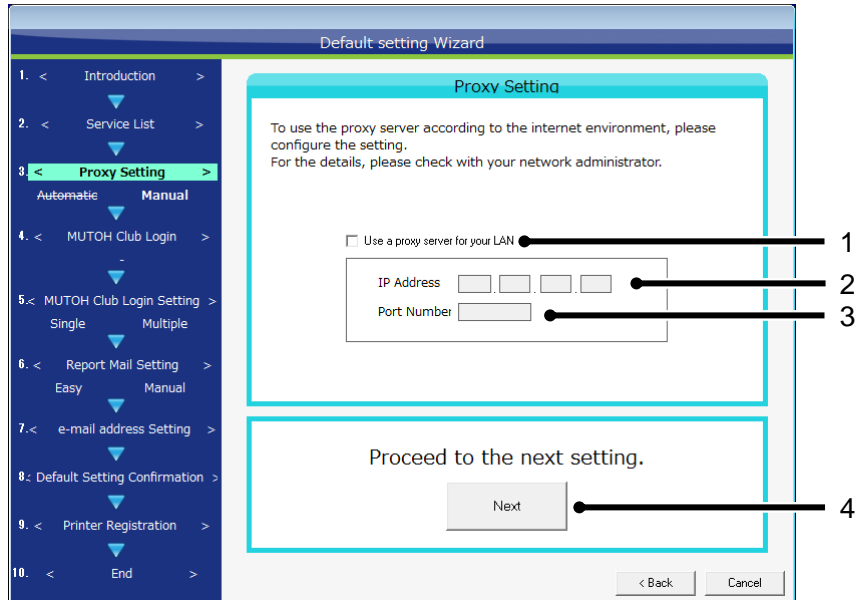 Default setting Wizard
1. < Introduction >
2. < Service List >
3. < Proxy Setting >
Automatic Manual
4. < MUTOH Club Login >
-
5.< MUTOH Club Login Setting >
Single Multiple
6. < Report Mail Setting >
Easy Manual
7.< e-mail address Setting >
8.< Default Setting Confirmation >
9. < Printer Registration >
10. < End >
Proxy Setting
To use the proxy server according to the internet environment, please
configure the setting.
For the details, please check with your network administrator.
Use a proxy server for your LAN
1
IP Address . . .
2
Port Number
3
Proceed to the next setting.
Next
4
< Back Cancel